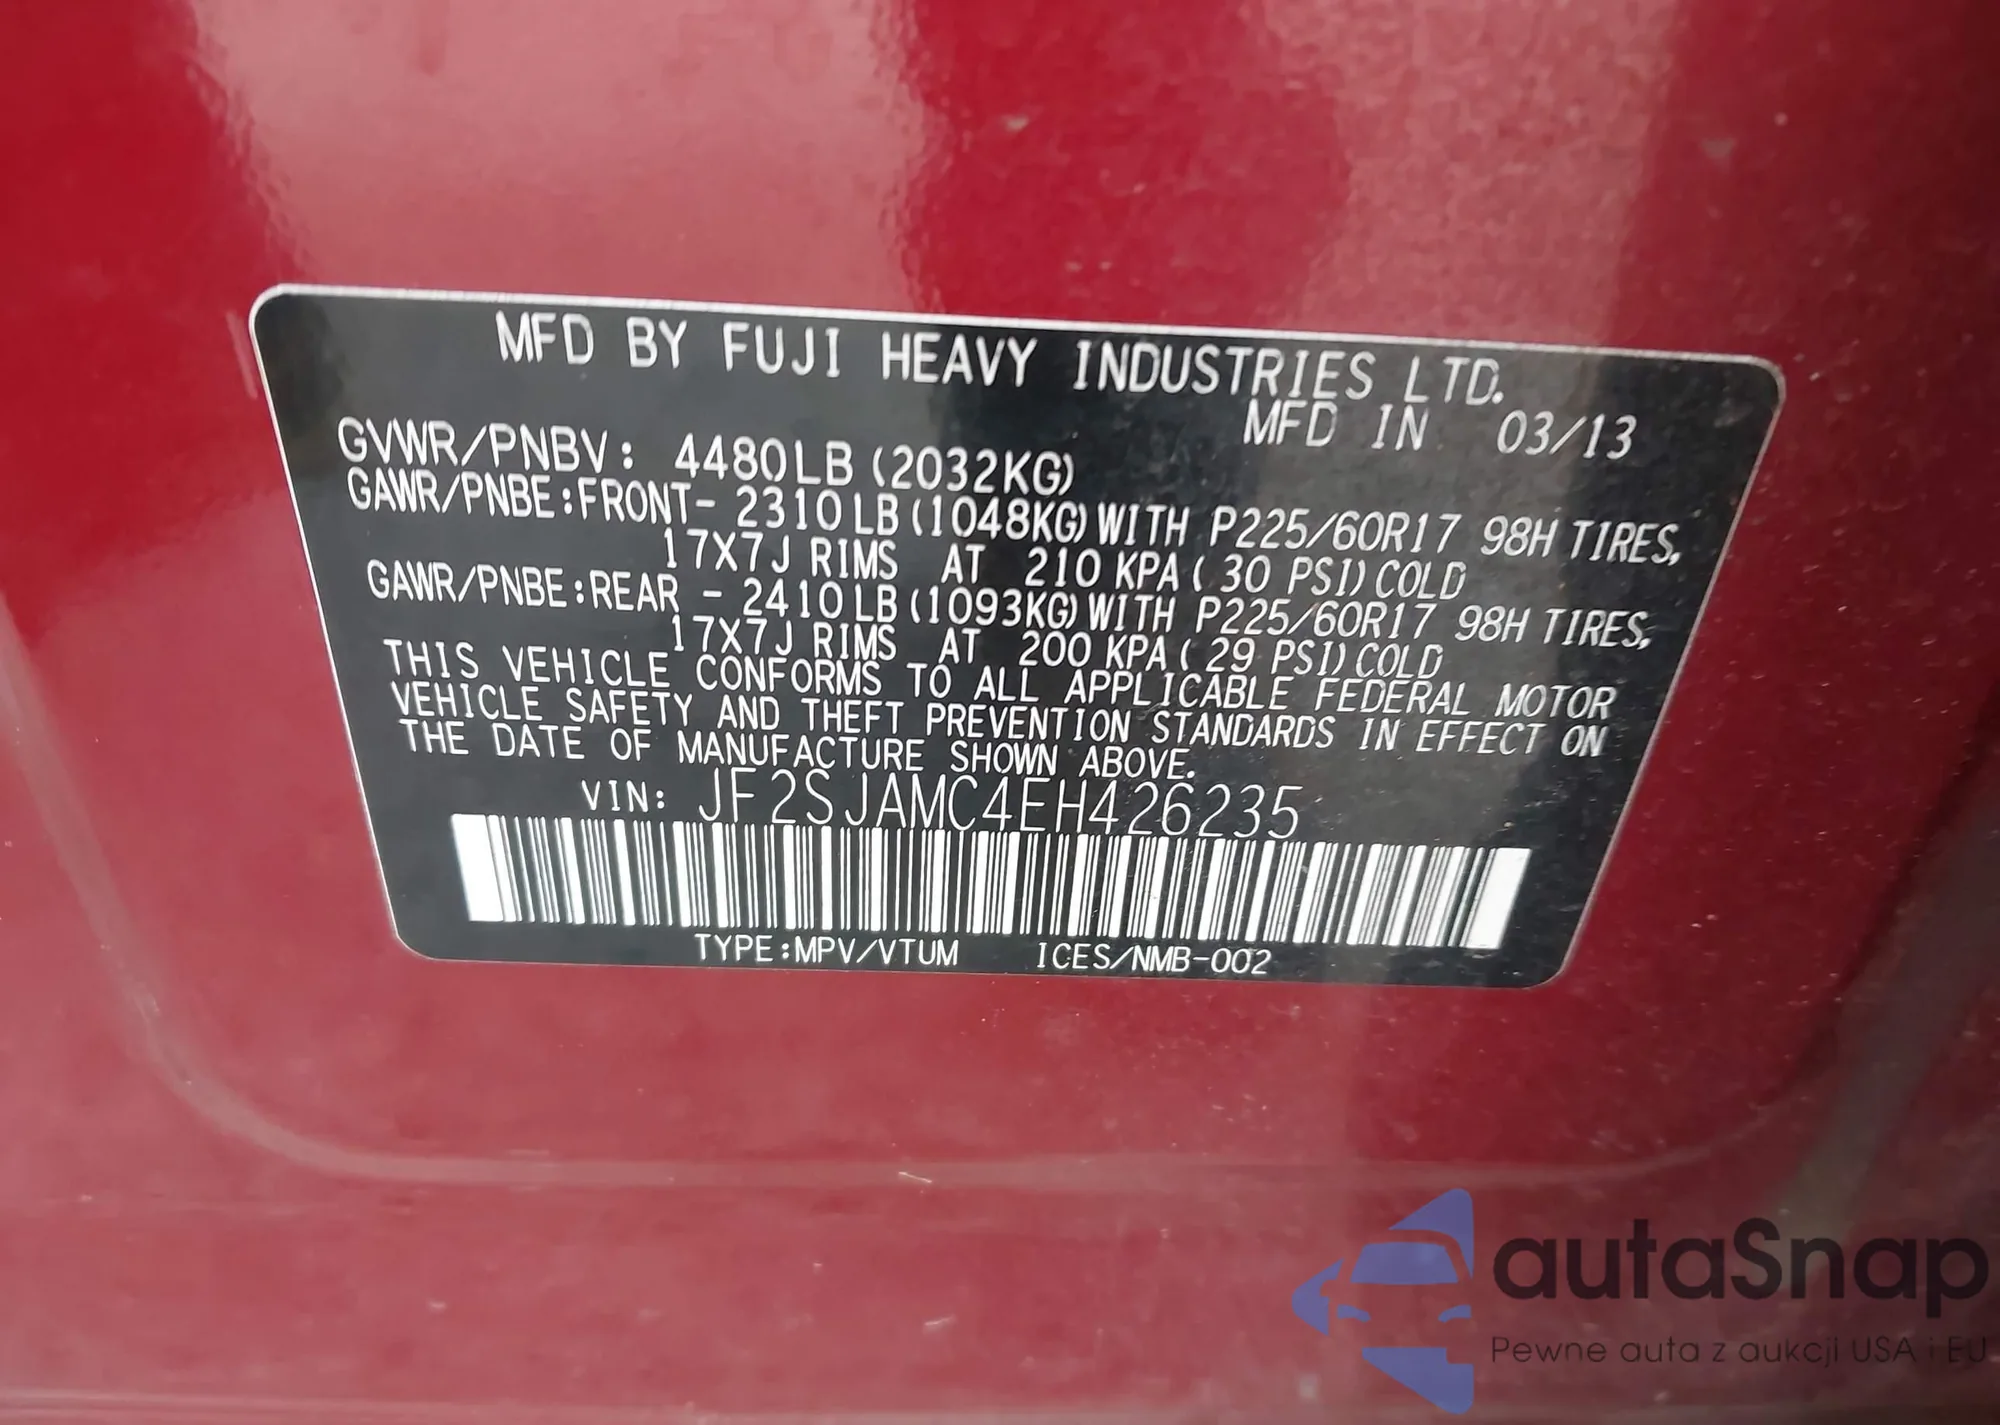 MFD BY FUJI HEAVY INDUSTRIES LTD.
MFD IN 03/13
GVWR/PNBV: 4480LB (2032KG)
GAWR/PNBE:FRONT- 2310LB(1048KG)WITH P225/60R17 98H TIRES,
17X7J RIMS AT 210 KPA( 30 PSI)COLD
GAWR/PNBE:REAR - 2410LB(1093KG)WITH P225/60R17 98H TIRES,
17X7J RIMS AT 200 KPA( 29 PSI)COLD
THIS VEHICLE CONFORMS TO ALL APPLICABLE FEDERAL MOTOR
VEHICLE SAFETY AND THEFT PREVENTION STANDARDS IN EFFECT ON
THE DATE OF MANUFACTURE SHOWN ABOVE.
VIN: JF2SJAMC4EH426235
TYPE:MPV/VTUM ICES/NMB-002
autaSnap
Pewne auta z aukcji USA i EU